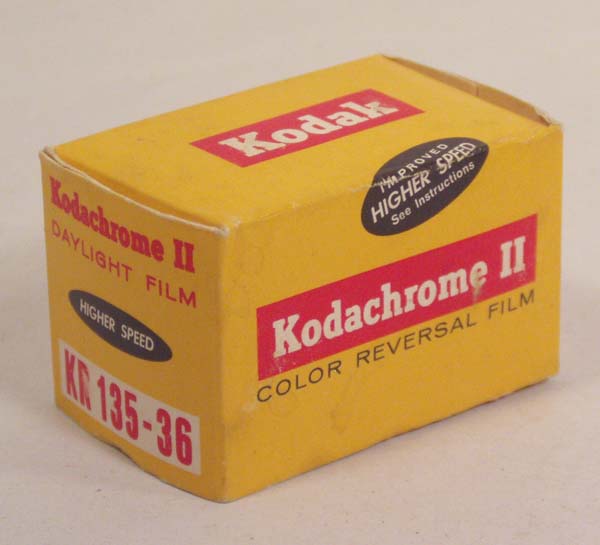 Kodak
IMPROVED
HIGHER SPEED
See Instructions
Kodachrome II
COLOR REVERSAL FILM
Kodachrome II
DAYLIGHT FILM
HIGHER SPEED
KR 135-36